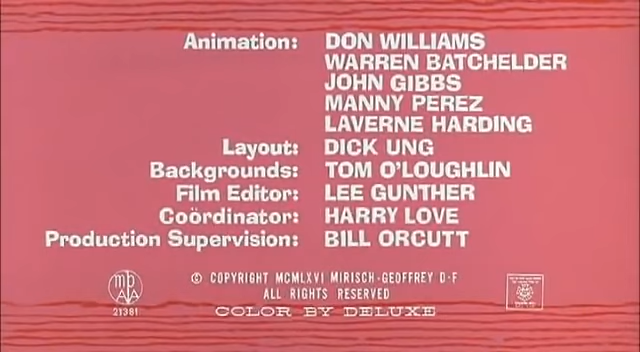 Animation: DON WILLIAMS
WARREN BATCHELDER
JOHN GIBBS
MANNY PEREZ
LAVERNE HARDING
Layout: DICK UNG
Backgrounds: TOM O'LOUGHLIN
Film Editor: LEE GUNTHER
Coördinator: HARRY LOVE
Production Supervision: BILL ORCUTT
© COPYRIGHT MCMLXVI MIRISCH-GEOFFREY D-F
ALL RIGHTS RESERVED
COLOR BY DELUXE
21381